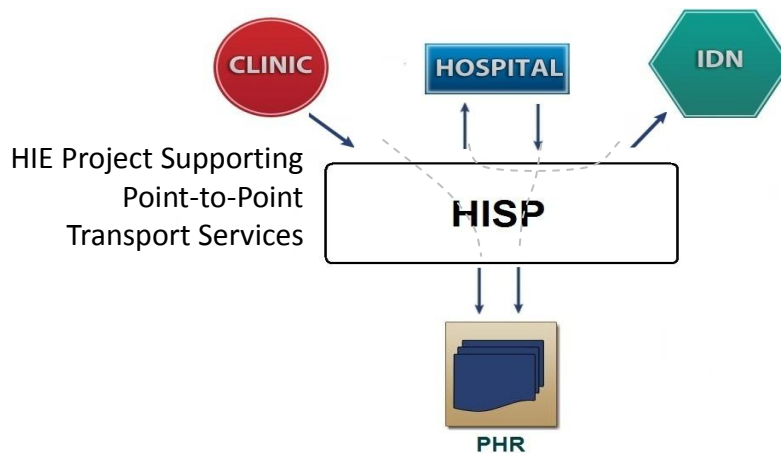 CLINIC
HOSPITAL
IDN
HIE Project Supporting
Point-to-Point
Transport Services
HISP
PHR